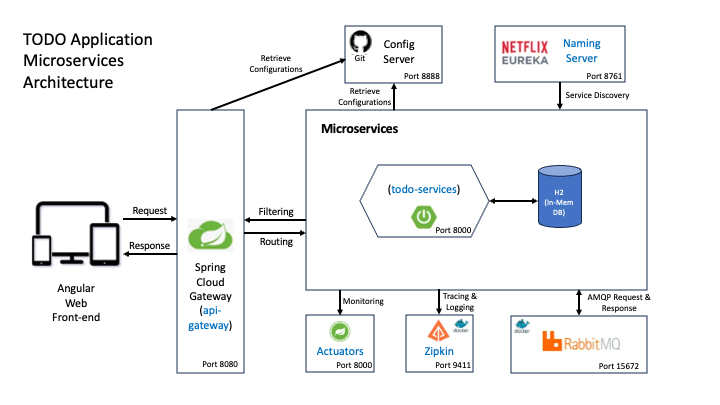 TODO Application
Microservices
Architecture
Retrieve
Configurations
Git
Config
Server
Port 8888
Retrieve
Configurations
NETFLIX
EUREKA
Naming
Server
Port 8761
Service Discovery
Microservices
(todo-services)
Port 8000
H2
(In-Mem
DB)
Request
Response
Angular
Web
Front-end
Spring
Cloud
Gateway
(api-
gateway)
Port 8080
Filtering
Routing
Monitoring
Actuators
Port 8000
Tracing &
Logging
docker
Zipkin
Port 9411
AMQP Request &
Response
docker
RabbitMQ
Port 15672